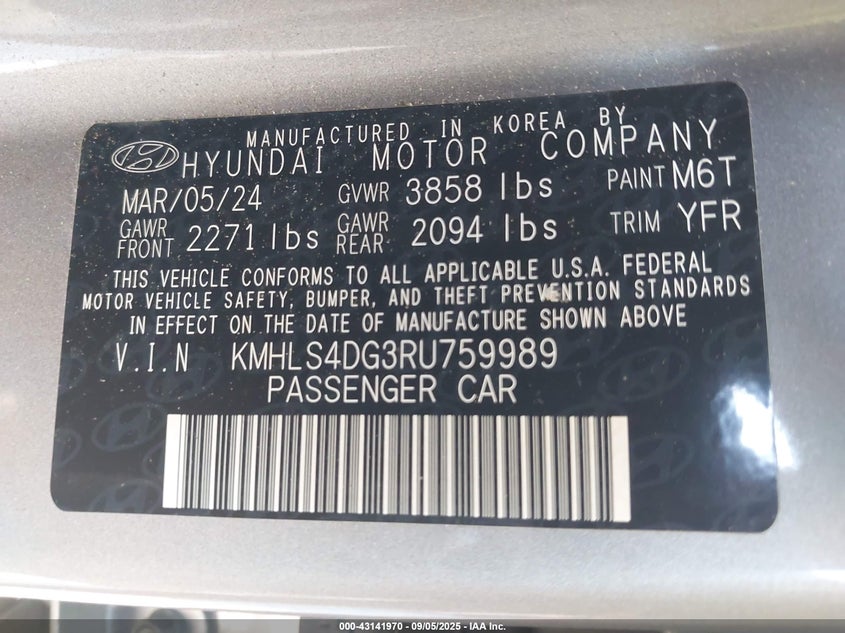 MANUFACTURED IN KOREA BY
HYUNDAI MOTOR COMPANY
MAR/05/24 GVWR 3858 lbs PAINT M6T
GAWR FRONT 2271 lbs GAWR REAR 2094 lbs TRIM YFR
THIS VEHICLE CONFORMS TO ALL APPLICABLE U.S.A. FEDERAL
MOTOR VEHICLE SAFETY, BUMPER, AND THEFT PREVENTION STANDARDS
IN EFFECT ON THE DATE OF MANUFACTURE SHOWN ABOVE
V.I.N KMHLS4DG3RU759989
PASSENGER CAR
000-43141970 - 09/05/2025 - IAA Inc.